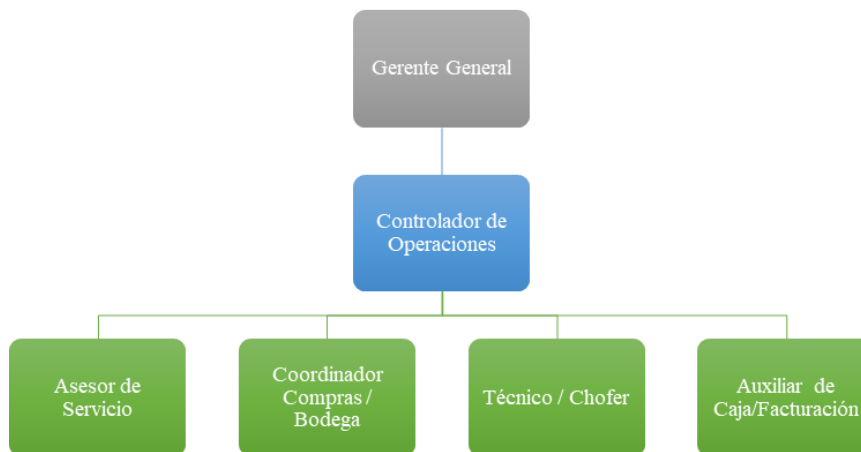 Gerente General
Controlador de
Operaciones
Asesor de
Servicio
Coordinador
Compras /
Bodega
Técnico / Chofer
Auxiliar de
Caja/Facturación